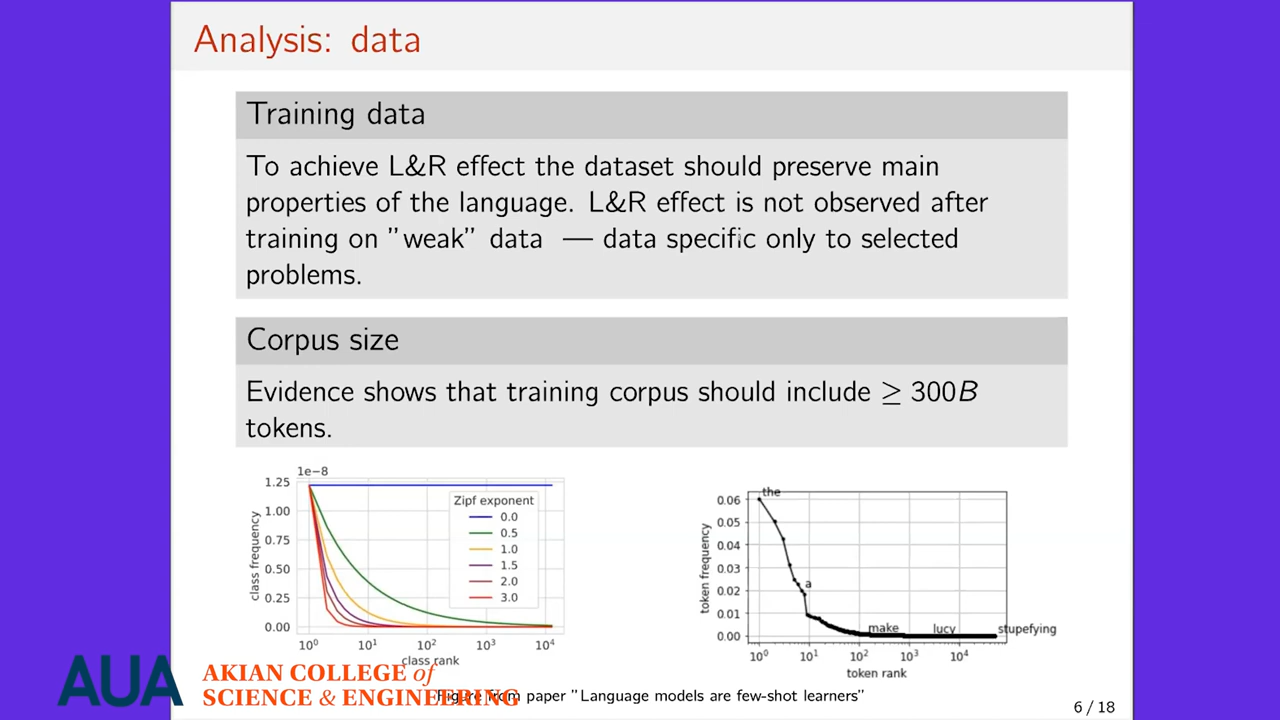 Analysis: data
Training data
To achieve L&R effect the dataset should preserve main
properties of the language. L&R effect is not observed after
training on "weak" data — data specific only to selected
problems.
Corpus size
Evidence shows that training corpus should include ≥ 300B
tokens.
1e−8
1.25
1.00
0.75
0.50
0.25
0.00
class frequency
Zipf exponent
0.0
0.5
1.0
1.5
2.0
3.0
10⁰ 10¹ 10² 10³ 10⁴
class rank
0.06
0.05
0.04
0.03
0.02
0.01
0.00
token frequency
the
a
make
lucy
stupefying
10⁰ 10¹ 10² 10³ 10⁴
token rank
AUA
AKIAN COLLEGE of
SCIENCE & ENGINEERING
Figure from paper "Language models are few-shot learners"
6 / 18